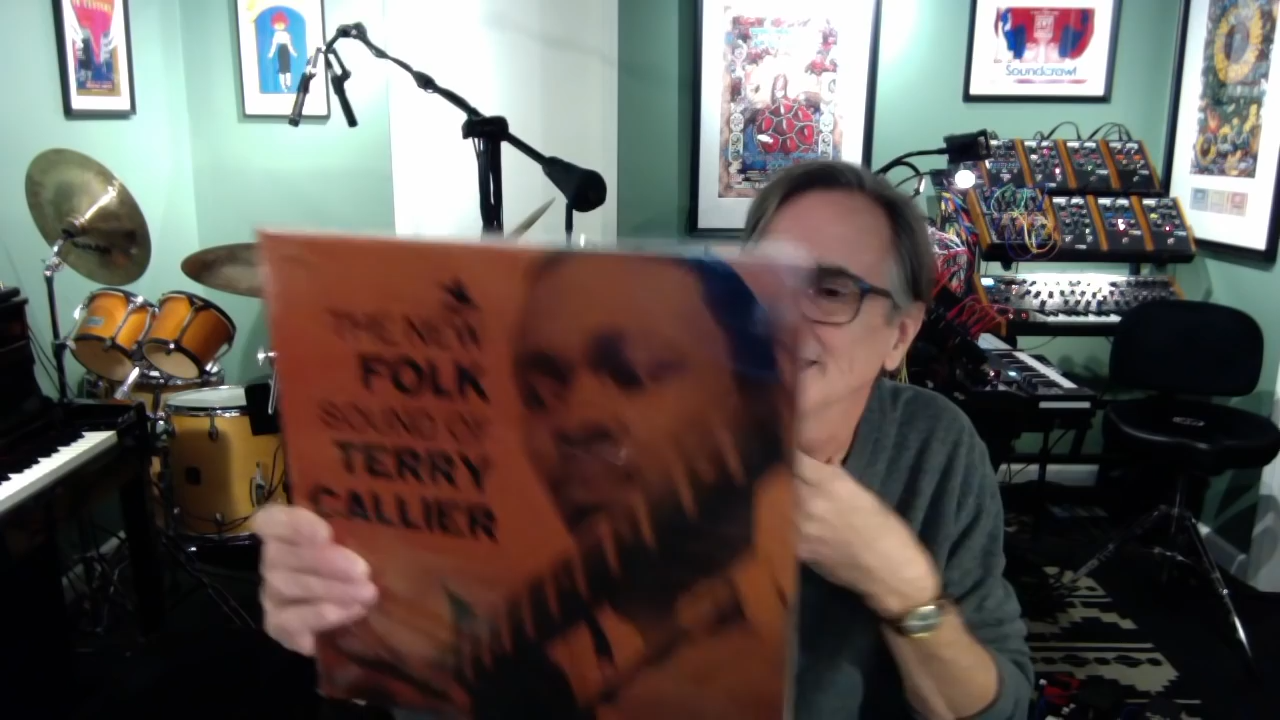 Soundcrawl
THE NEW
FOLK
SOUND OF
TERRY
CALLIER